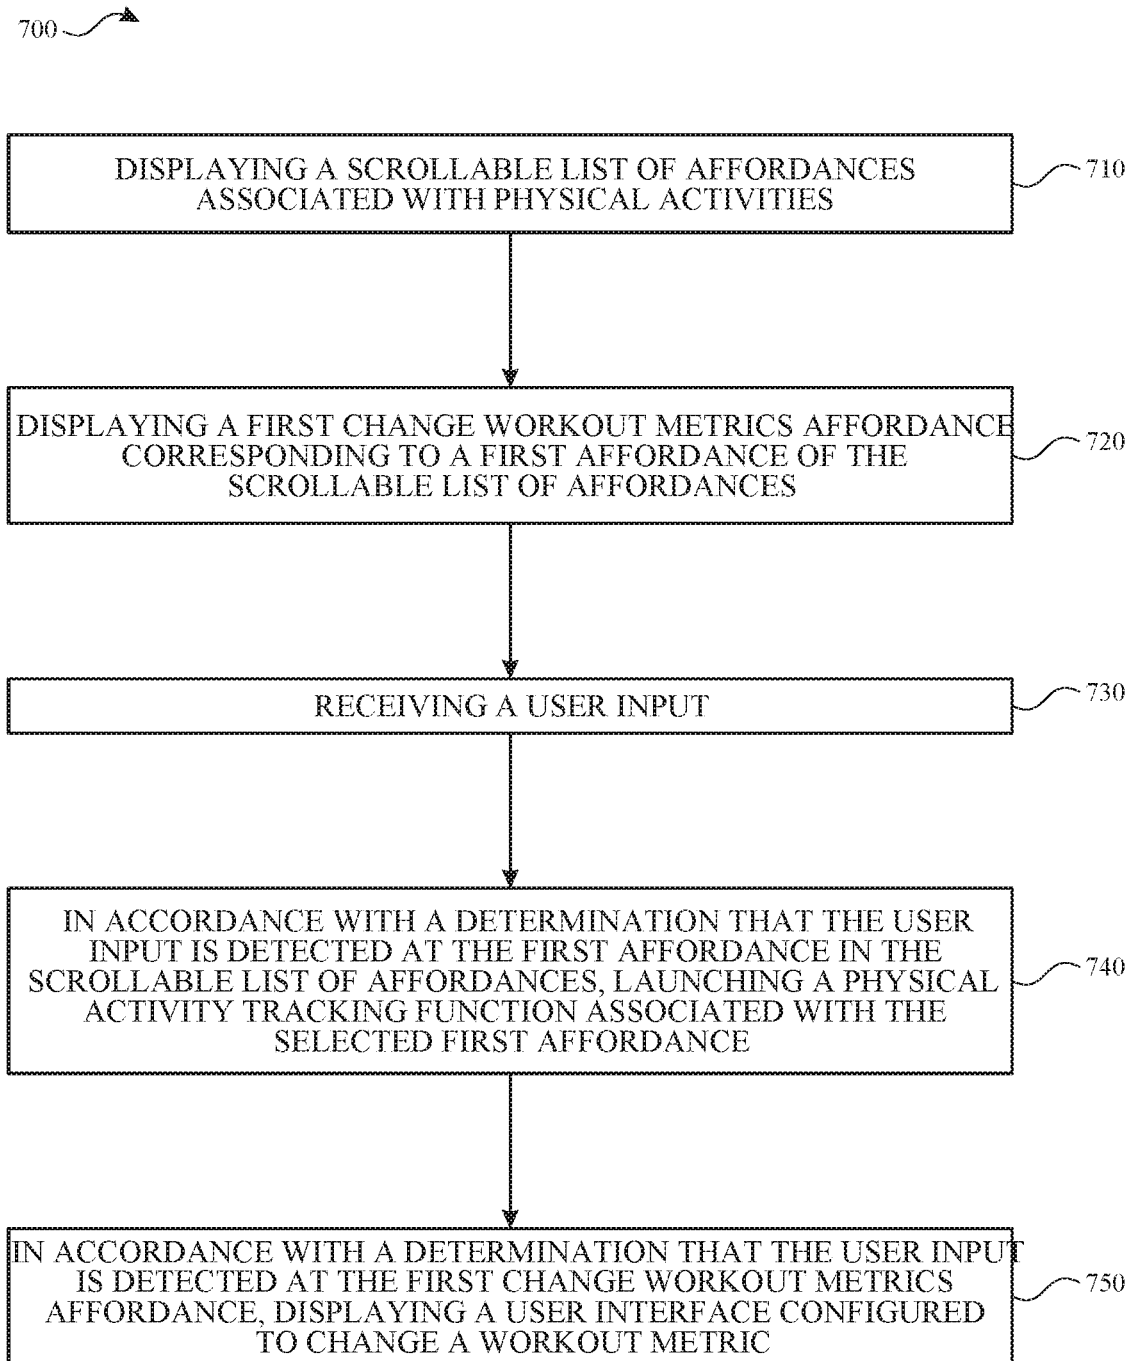 700
DISPLAYING A SCROLLABLE LIST OF AFFORDANCES
ASSOCIATED WITH PHYSICAL ACTIVITIES
710
DISPLAYING A FIRST CHANGE WORKOUT METRICS AFFORDANCE
CORRESPONDING TO A FIRST AFFORDANCE OF THE
SCROLLABLE LIST OF AFFORDANCES
720
RECEIVING A USER INPUT
730
IN ACCORDANCE WITH A DETERMINATION THAT THE USER
INPUT IS DETECTED AT THE FIRST AFFORDANCE IN THE
SCROLLABLE LIST OF AFFORDANCES, LAUNCHING A PHYSICAL
ACTIVITY TRACKING FUNCTION ASSOCIATED WITH THE
SELECTED FIRST AFFORDANCE
740
IN ACCORDANCE WITH A DETERMINATION THAT THE USER INPUT
IS DETECTED AT THE FIRST CHANGE WORKOUT METRICS
AFFORDANCE, DISPLAYING A USER INTERFACE CONFIGURED
TO CHANGE A WORKOUT METRIC
750